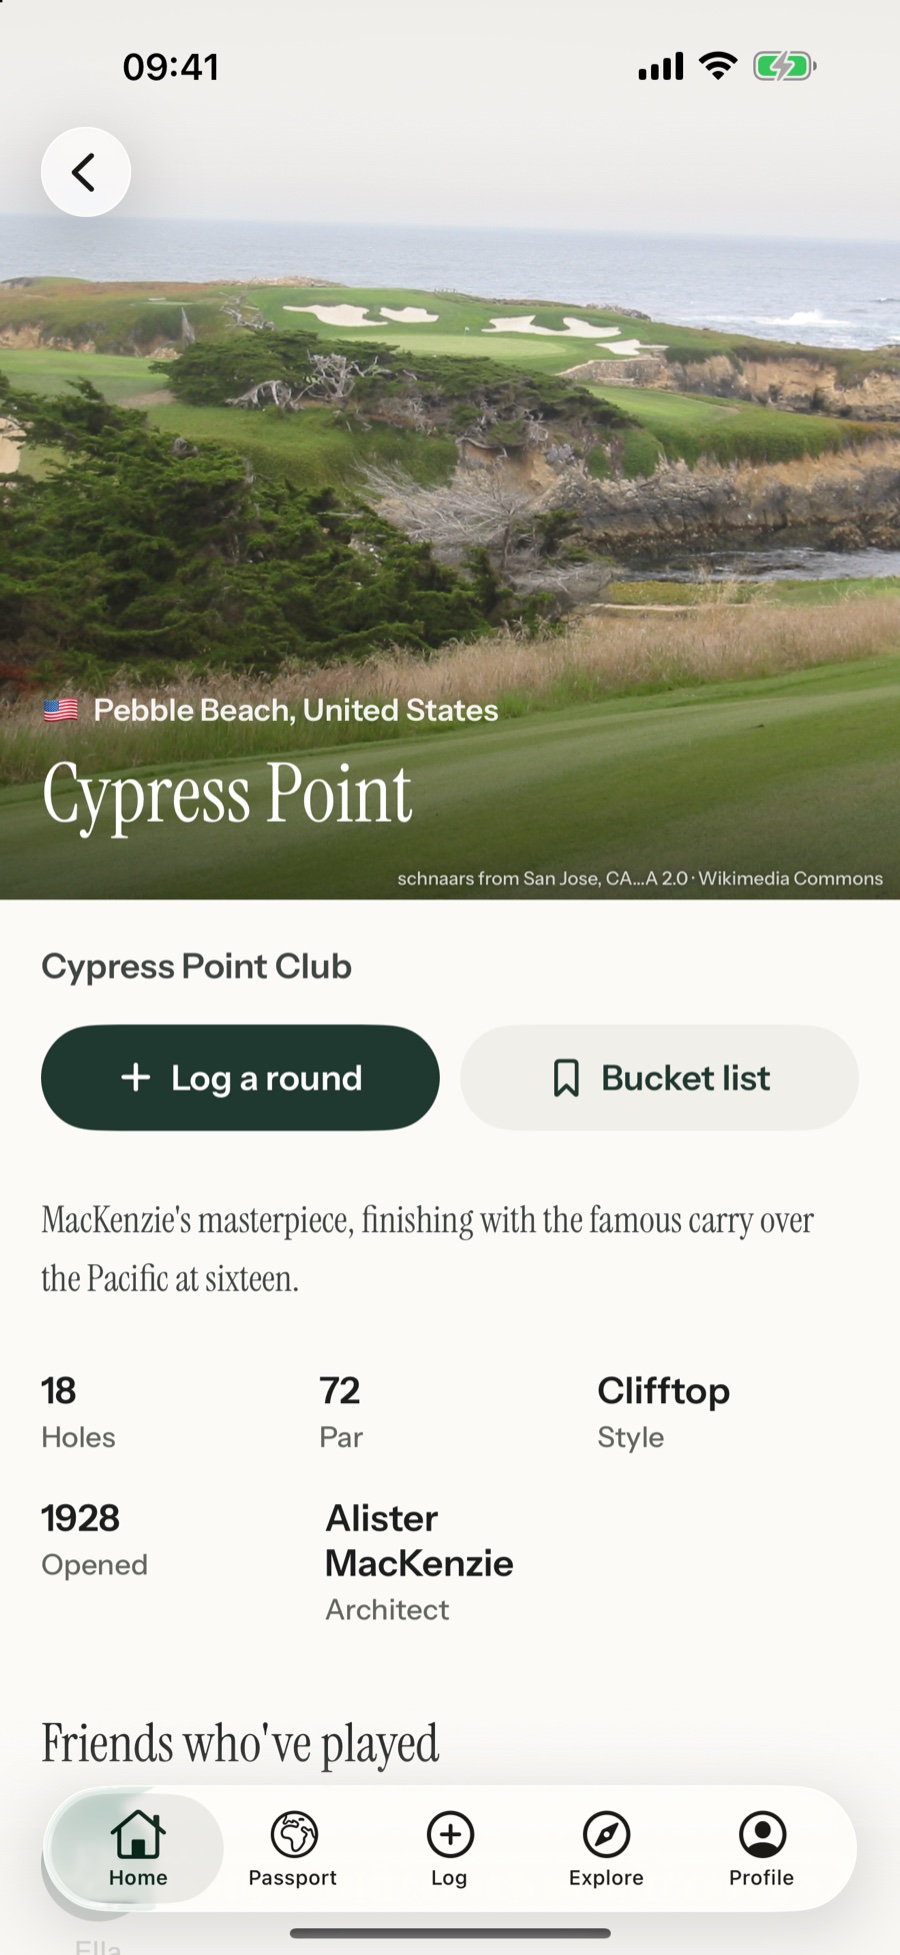 09:41
Pebble Beach, United States
Cypress Point
schnaars from San Jose, CA...A 2.0 · Wikimedia Commons
Cypress Point Club
Log a round
Bucket list
MacKenzie's masterpiece, finishing with the famous carry over
the Pacific at sixteen.
18
72
Clifftop
Holes
Par
Style
1928
Alister
MacKenzie
Opened
Architect
Friends who've played
Home
Passport
Log
Explore
Profile
Ella